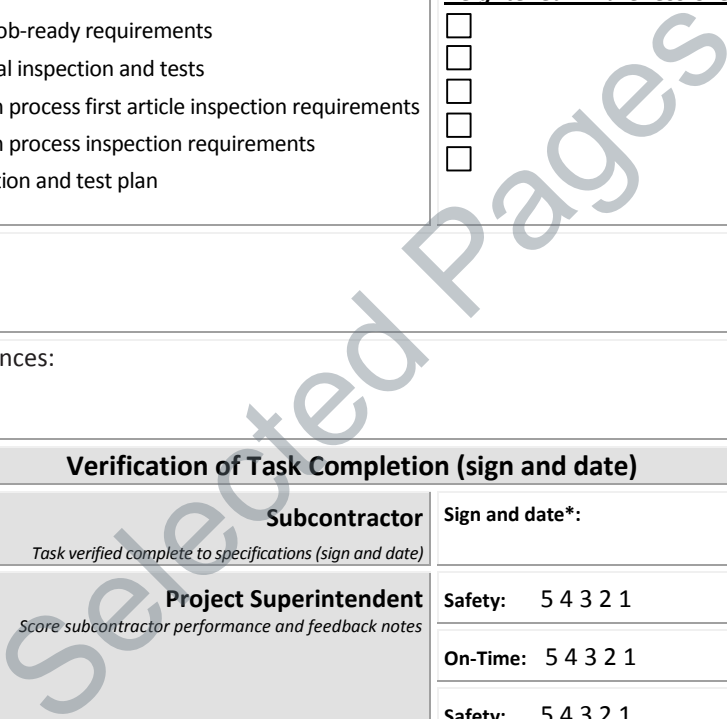 ob-ready requirements
al inspection and tests
n process first article inspection requirements
n process inspection requirements
tion and test plan
nces:
Verification of Task Completion (sign and date)
Subcontractor
Sign and date*:
Task verified complete to specifications (sign and date)
Project Superintendent
Score subcontractor performance and feedback notes
Safety: 5 4 3 2 1
On-Time: 5 4 3 2 1
Safety: 5 4 3 2 1
Selected Pages